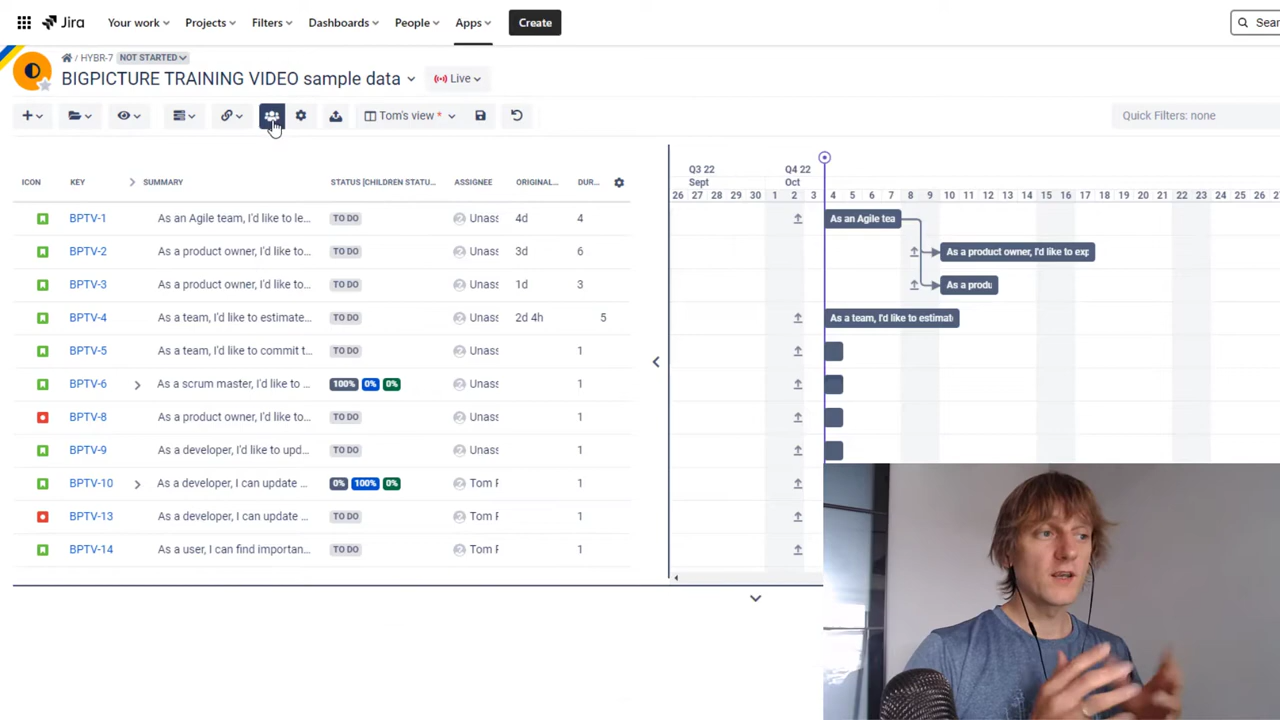 Jira Your work Projects Filters Dashboards People Apps Create Sear
/ HYBR-7 NOT STARTED
BIGPICTURE TRAINING VIDEO sample data Live
Tom's view * Quick Filters: none
Q3 22 Q4 22
Sept Oct
ICON KEY SUMMARY STATUS [CHILDREN STATU... ASSIGNEE ORIGINAL... DUR... 26 27 28 29 30 1 2 3 4 5 6 7 8 9 10 11 12 13 14 15 16 17 18 19 20 21 22 23 24 25 26
BPTV-1 As an Agile team, I'd like to le... TO DO Unass 4d 4 As an Agile tea
BPTV-2 As a product owner, I'd like to... TO DO Unass 3d 6 As a product owner, I'd like to exp
BPTV-3 As a product owner, I'd like to... TO DO Unass 1d 3 As a produ
BPTV-4 As a team, I'd like to estimate... TO DO Unass 2d 4h 5 As a team, I'd like to estimat
BPTV-5 As a team, I'd like to commit t... TO DO Unass 1
BPTV-6 As a scrum master, I'd like to ... 100% 0% 0% Unass 1
BPTV-8 As a product owner, I'd like to... TO DO Unass 1
BPTV-9 As a developer, I'd like to upd... TO DO Unass 1
BPTV-10 As a developer, I can update ... 0% 100% 0% Tom F 1
BPTV-13 As a developer, I can update ... TO DO Tom F 1
BPTV-14 As a user, I can find importan... TO DO Tom F 1